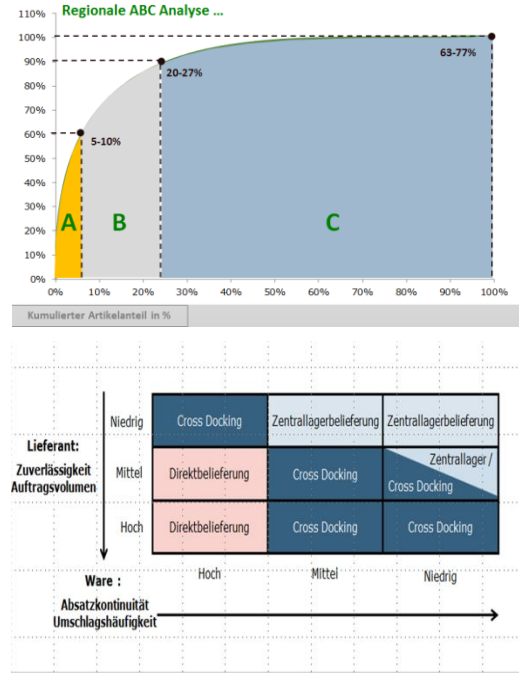 Regionale ABC Analyse ...
110%
100%
90%
80%
70%
60%
50%
40%
30%
20%
10%
0%
63-77%
20-27%
5-10%
A B C
0% 10% 20% 30% 40% 50% 60% 70% 80% 90% 100%
Kumulierter Artikelanteil in %
Lieferant:
Zuverlässigkeit
Auftragsvolumen
Niedrig Cross Docking Zentrallagerbelieferung Zentrallagerbelieferung
Mittel Direktbelieferung Cross Docking Zentrallager /
Cross Docking
Hoch Direktbelieferung Cross Docking Cross Docking
Hoch Mittel Niedrig
Ware :
Absatzkontinuität
Umschlagshäufigkeit